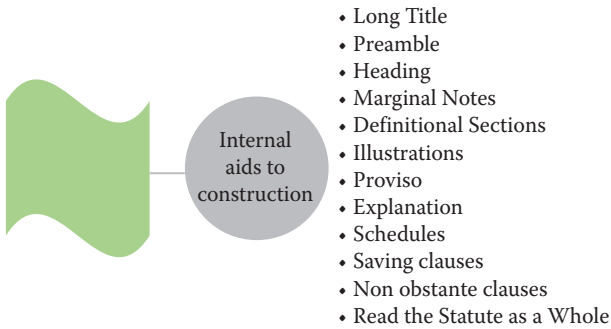 Internal
aids to
construction
• Long Title
• Preamble
• Heading
• Marginal Notes
• Definitional Sections
• Illustrations
• Proviso
• Explanation
• Schedules
• Saving clauses
• Non obstante clauses
• Read the Statute as a Whole